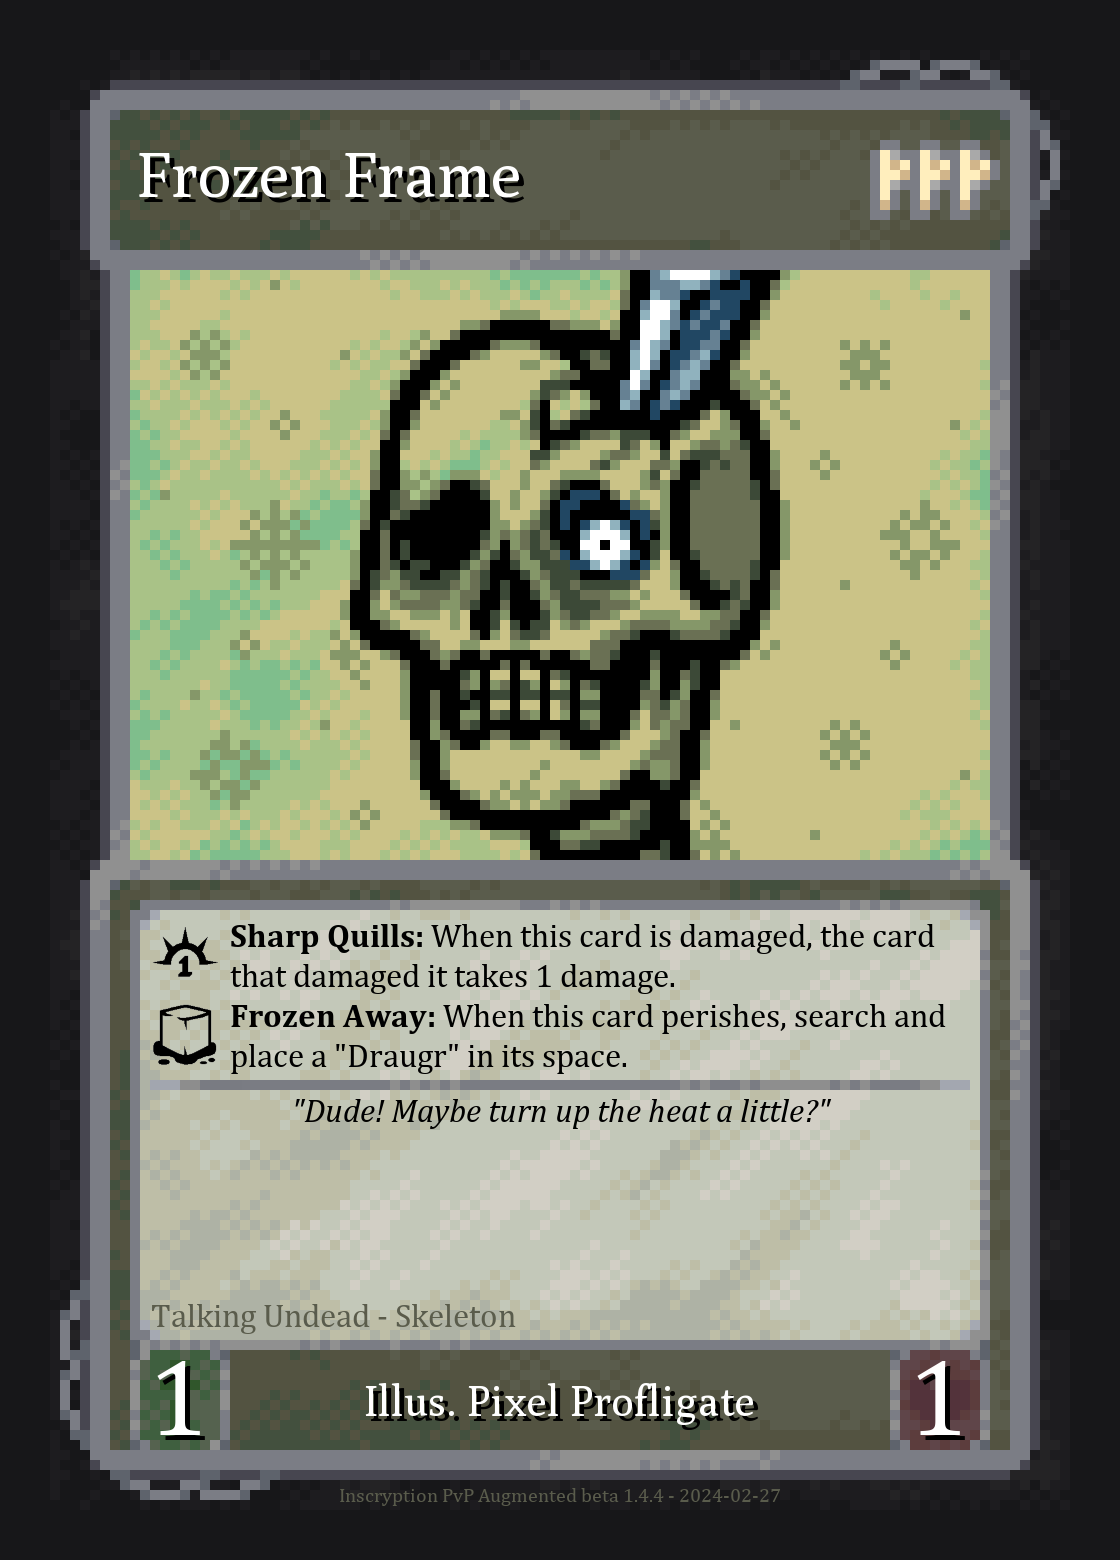 Frozen Frame
Sharp Quills: When this card is damaged, the card
that damaged it takes 1 damage.
Frozen Away: When this card perishes, search and
place a "Draugr" in its space.
"Dude! Maybe turn up the heat a little?"
Talking Undead - Skeleton
1
Illus. Pixel Profligate
1
Inscryption PvP Augmented beta 1.4.4 - 2024-02-27